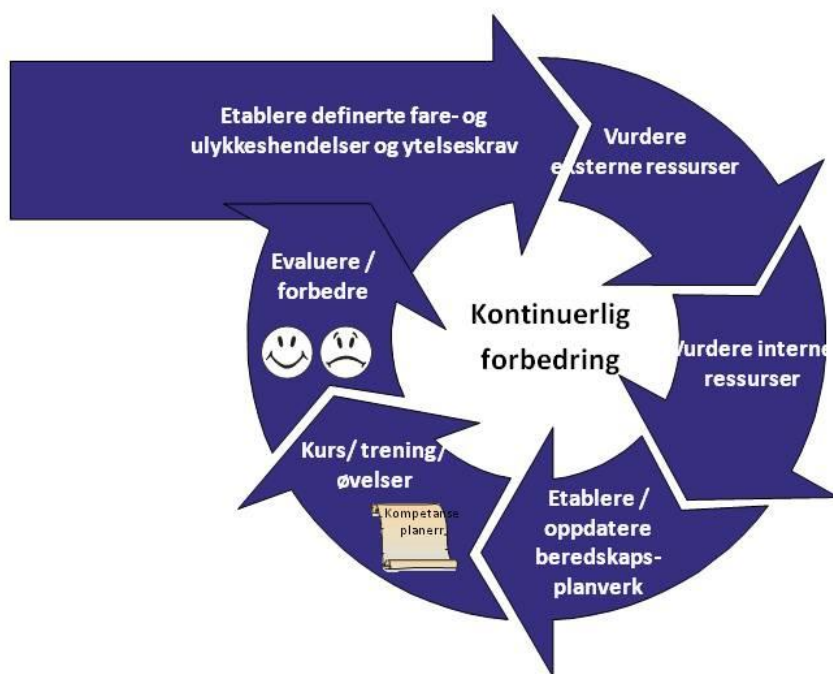 Etablere definerte fare- og
ulykkeshendelser og ytelseskrav
Vurdere
eksterne ressurser
Vurdere interne
ressurser
Etablere /
oppdatere
beredskaps-
planverk
Kurs/ trening/
øvelser
Kompetanse
planerr,
Evaluere /
forbedre
Kontinuerlig
forbedring